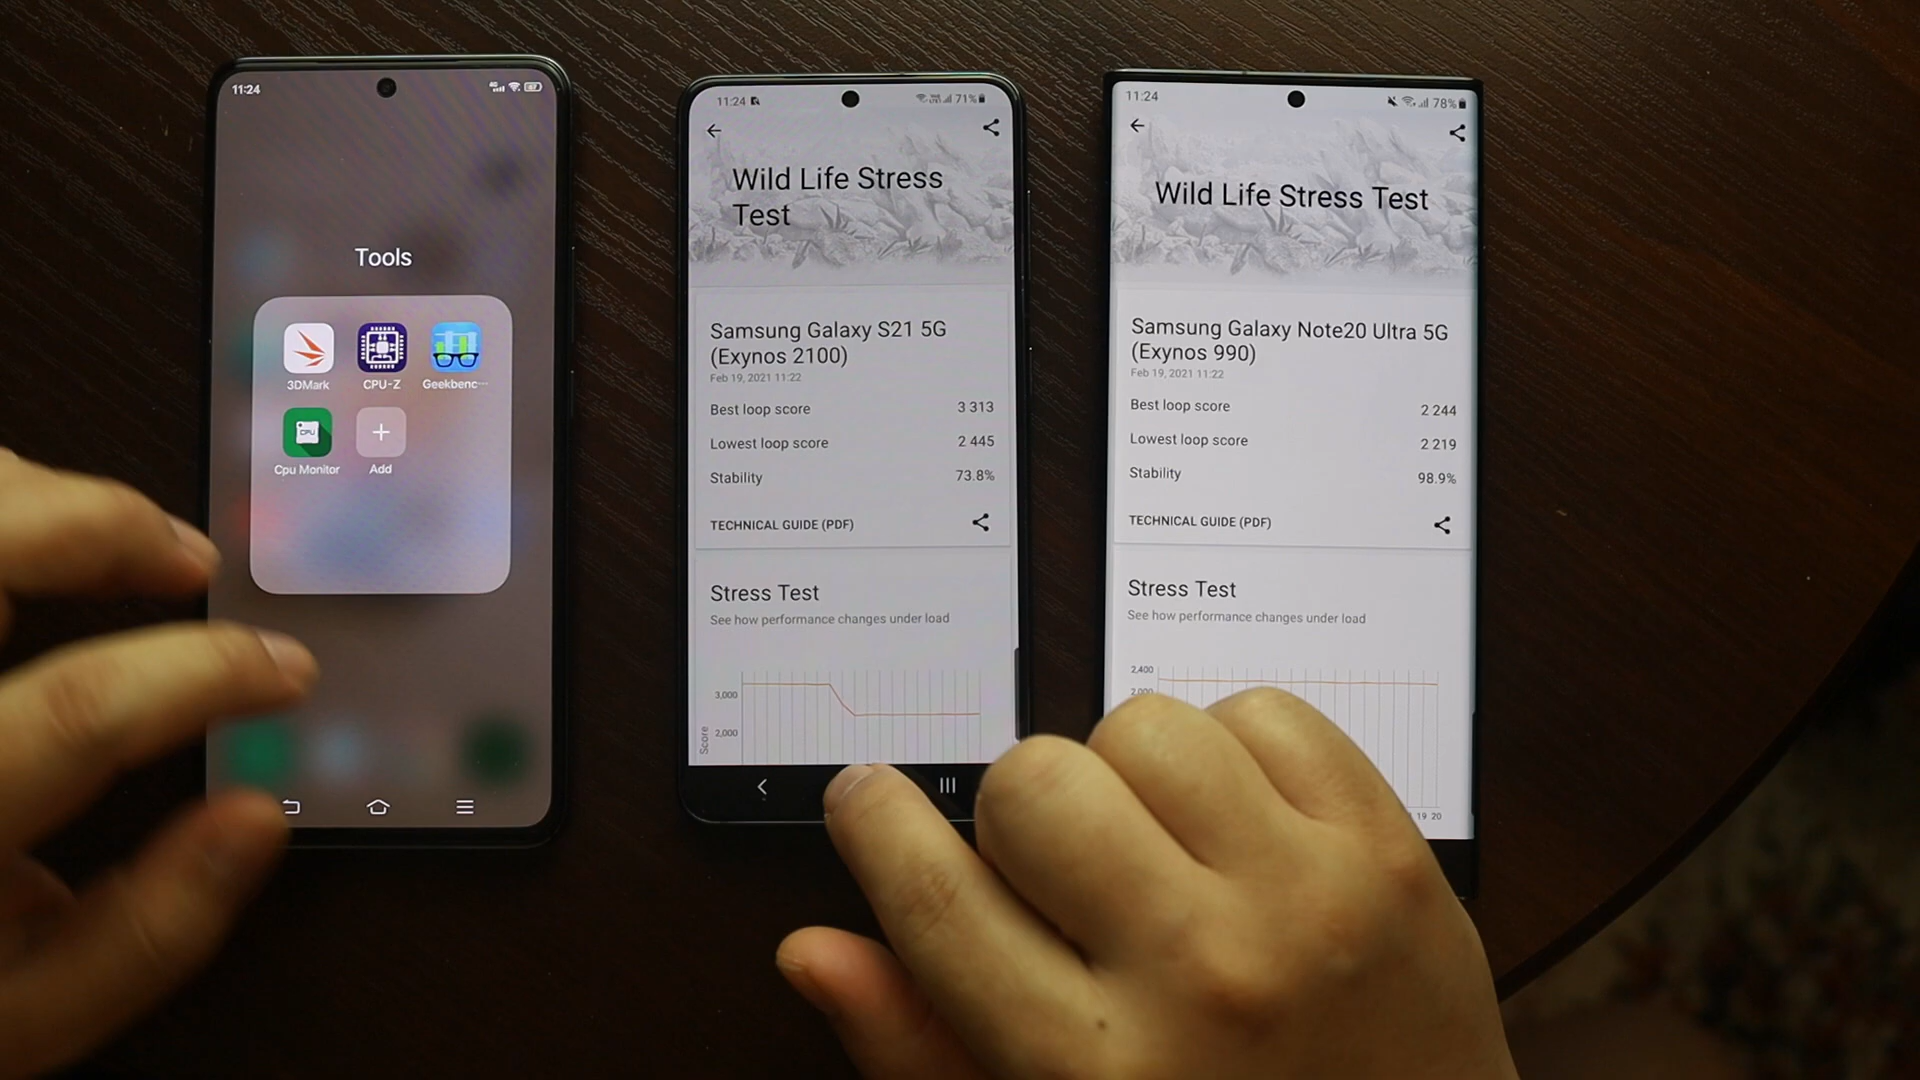 11:24
Tools
3DMark
CPU-Z
Geekbenc...
CPU
Cpu Monitor
Add
11:24
71%
Wild Life Stress
Test
Samsung Galaxy S21 5G
(Exynos 2100)
Feb 19, 2021 11:22
Best loop score 3 313
Lowest loop score 2 445
Stability 73.8%
TECHNICAL GUIDE (PDF)
Stress Test
See how performance changes under load
3,000
2,000
Score
11:24
78%
Wild Life Stress Test
Samsung Galaxy Note20 Ultra 5G
(Exynos 990)
Feb 19, 2021 11:22
Best loop score 2 244
Lowest loop score 2 219
Stability 98.9%
TECHNICAL GUIDE (PDF)
Stress Test
See how performance changes under load
2,400
2,000
19 20